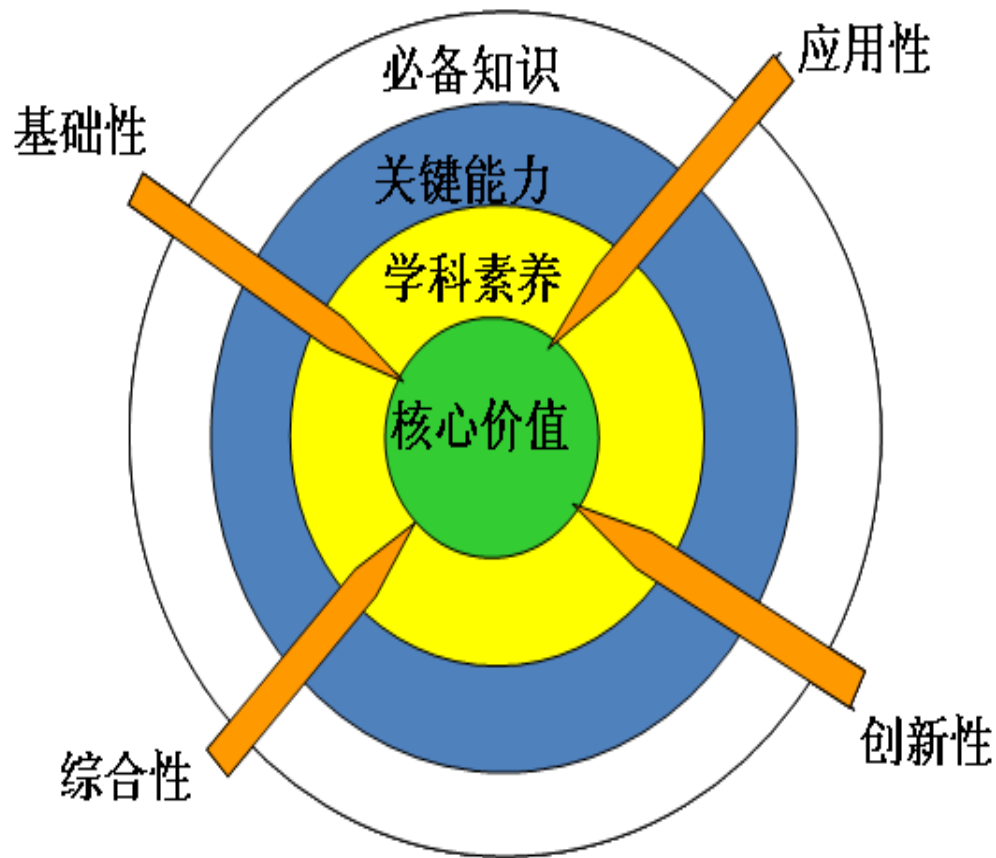 应用性
必备知识
基础性
关键能力
学科素养
核心价值
创新性
综合性